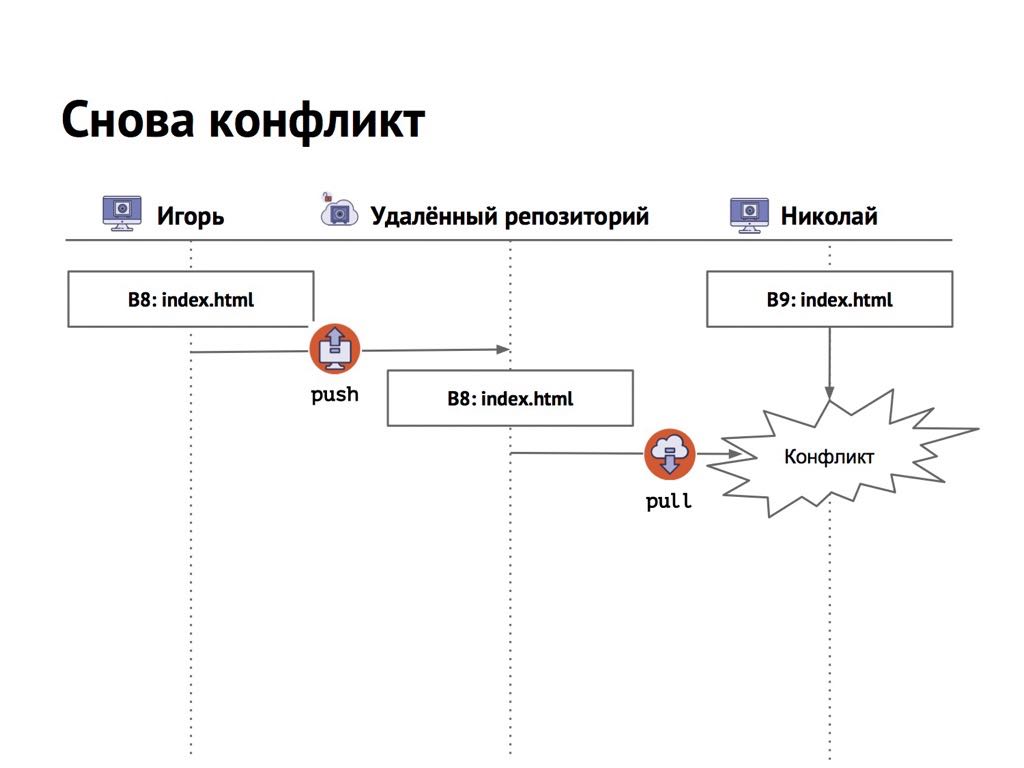 Снова конфликт
Игорь
Удалённый репозиторий
Николай
B8: index.html
B9: index.html
push
B8: index.html
Конфликт
pull